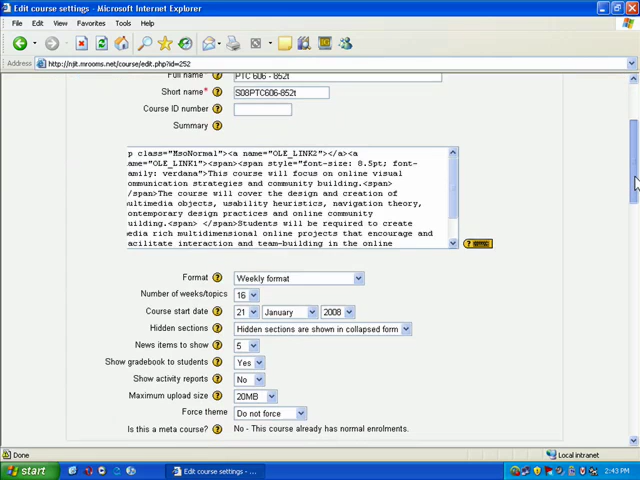 Edit course settings - Microsoft Internet Explorer
File Edit View Favorites Tools Help
Back Search Favorites
Address http://njit.mrooms.net/course/edit.php?id=252
Full name PTC 606 - 852t
Short name* S08PTC606-852t
Course ID number
Summary
p class="MsoNormal"><a name="OLE_LINK2"></a><a
name="OLE_LINK1"><span><span style="font-size: 8.5pt; font-
amily: verdana">This course will focus on online visual
ommunication strategies and community building.<span>
/span>The course will cover the design and creation of
ultimedia objects, usability heuristics, navigation theory,
ontemporary design practices and online community
uilding.<span> </span>Students will be required to create
edia rich multidimensional online projects that encourage and
acilitate interaction and team-building in the online
Format Weekly format
Number of weeks/topics 16
Course start date 21 January 2008
Hidden sections Hidden sections are shown in collapsed form
News items to show 5
Show gradebook to students Yes
Show activity reports No
Maximum upload size 20MB
Force theme Do not force
Is this a meta course? No - This course already has normal enrolments.
Done Local intranet
start Edit course settings - ... 2:43 PM